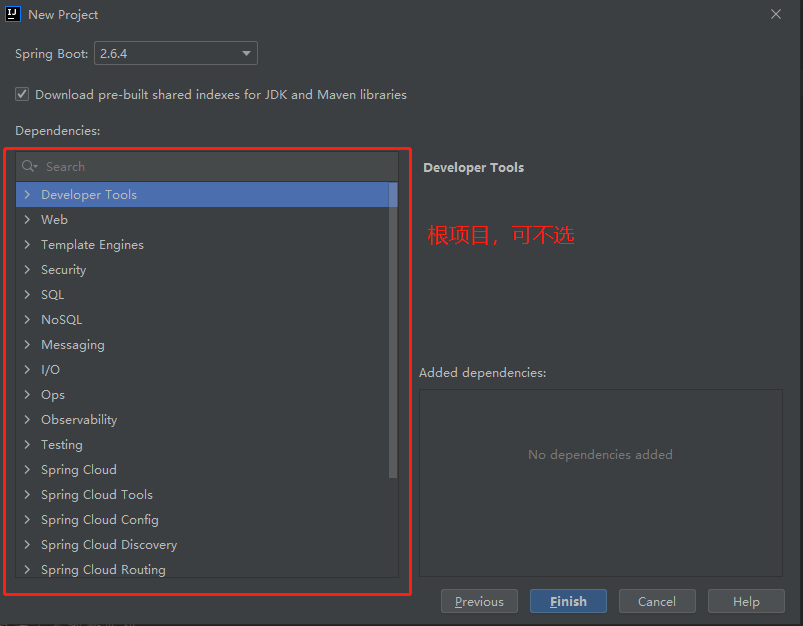 New Project
Spring Boot: 2.6.4
Download pre-built shared indexes for JDK and Maven libraries
Dependencies:
Search
Developer Tools
Web
Template Engines
Security
SQL
NoSQL
Messaging
I/O
Ops
Observability
Testing
Spring Cloud
Spring Cloud Tools
Spring Cloud Config
Spring Cloud Discovery
Spring Cloud Routing
Developer Tools
根项目，可不选
Added dependencies:
No dependencies added
Previous Finish Cancel Help